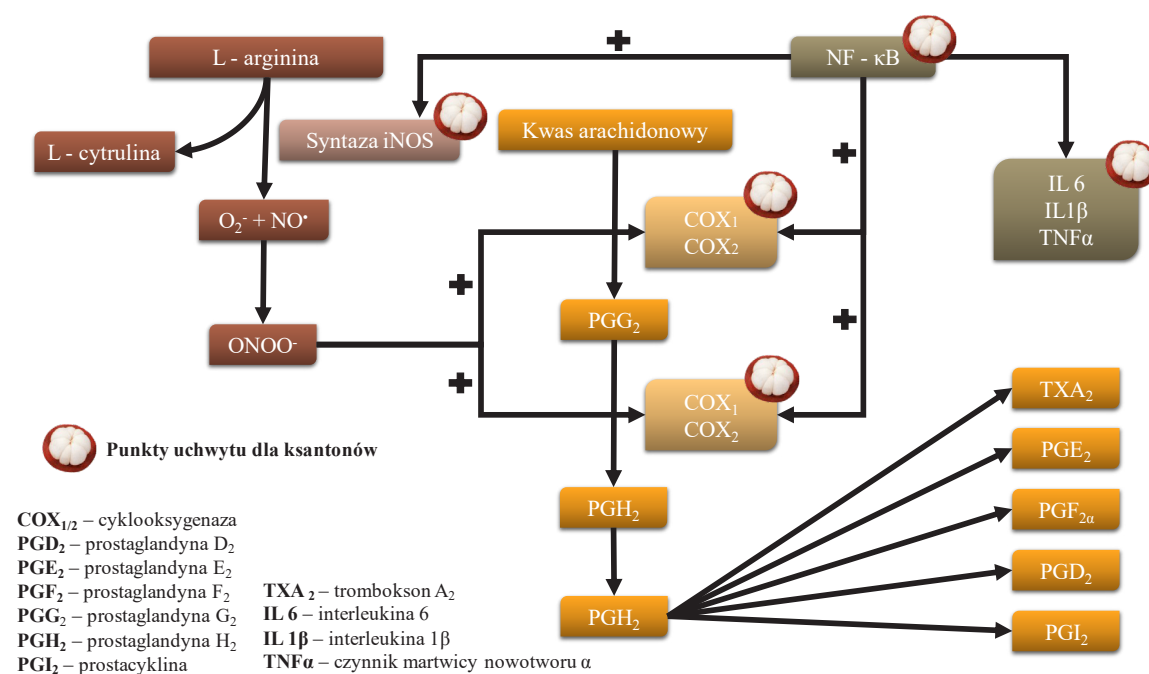 L - arginina
NF - κB
Syntaza iNOS
Kwas arachidonowy
L - cytrulina
IL 6
IL1β
TNFα
O₂⁻ + NO•
COX₁
COX₂
PGG₂
ONOO⁻
COX₁
COX₂
TXA₂
PGE₂
PGF₂α
PGD₂
PGI₂
PGH₂
PGH₂
Punkty uchwytu dla ksantonów
COX₁/₂ – cyklooksygenaza
PGD₂ – prostaglandyna D₂
PGE₂ – prostaglandyna E₂
PGF₂ – prostaglandyna F₂
PGG₂ – prostaglandyna G₂
PGH₂ – prostaglandyna H₂
PGI₂ – prostacyklina
TXA ₂ – trombokson A₂
IL 6 – interleukina 6
IL 1β – interleukina 1β
TNFα – czynnik martwicy nowotworu α